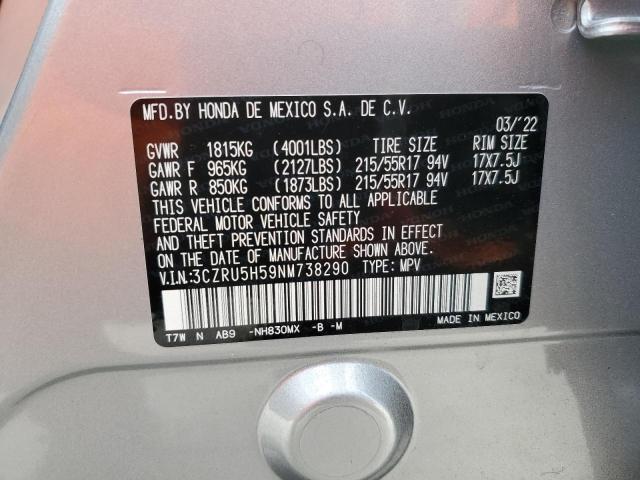 MFD.BY HONDA DE MEXICO S.A. DE C.V.
03/'22
GVWR 1815KG (4001LBS) TIRE SIZE RIM SIZE
GAWR F 965KG (2127LBS) 215/55R17 94V 17X7.5J
GAWR R 850KG (1873LBS) 215/55R17 94V 17X7.5J
THIS VEHICLE CONFORMS TO ALL APPLICABLE
FEDERAL MOTOR VEHICLE SAFETY
AND THEFT PREVENTION STANDARDS IN EFFECT
ON THE DATE OF MANUFACTURE SHOWN ABOVE.
V.I.N.:3CZRU5H59NM738290 TYPE: MPV
T7W N AB9 -NH830MX -B -M
MADE IN MEXICO